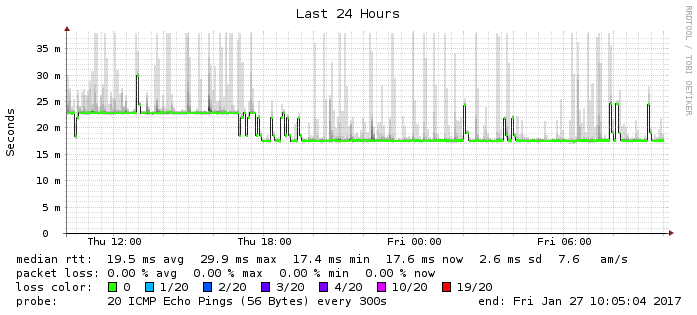 Last 24 Hours
RRDTOOL / TOBI OETIKER
Seconds
35 m
30 m
25 m
20 m
15 m
10 m
5 m
0
Thu 12:00 Thu 18:00 Fri 00:00 Fri 06:00
median rtt: 19.5 ms avg 29.9 ms max 17.4 ms min 17.6 ms now 2.6 ms sd 7.6 am/s
packet loss: 0.00 % avg 0.00 % max 0.00 % min 0.00 % now
loss color: 0 1/20 2/20 3/20 4/20 10/20 19/20
probe: 20 ICMP Echo Pings (56 Bytes) every 300s end: Fri Jan 27 10:05:04 2017